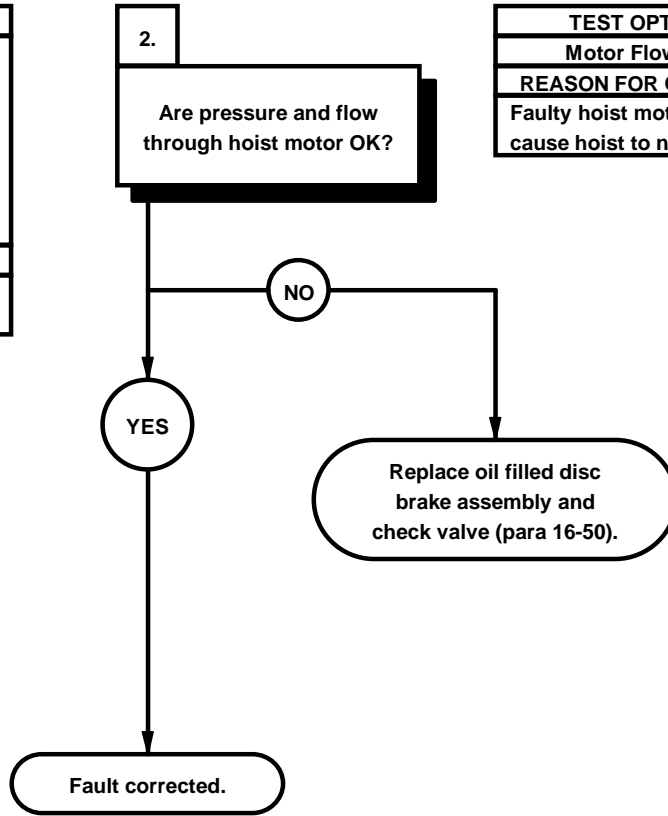 2.
Are pressure and flow
through hoist motor OK?
TEST OPT
Motor Flow
REASON FOR
Faulty hoist mot
cause hoist to n
NO
YES
Replace oil filled disc
brake assembly and
check valve (para 16-50).
Fault corrected.